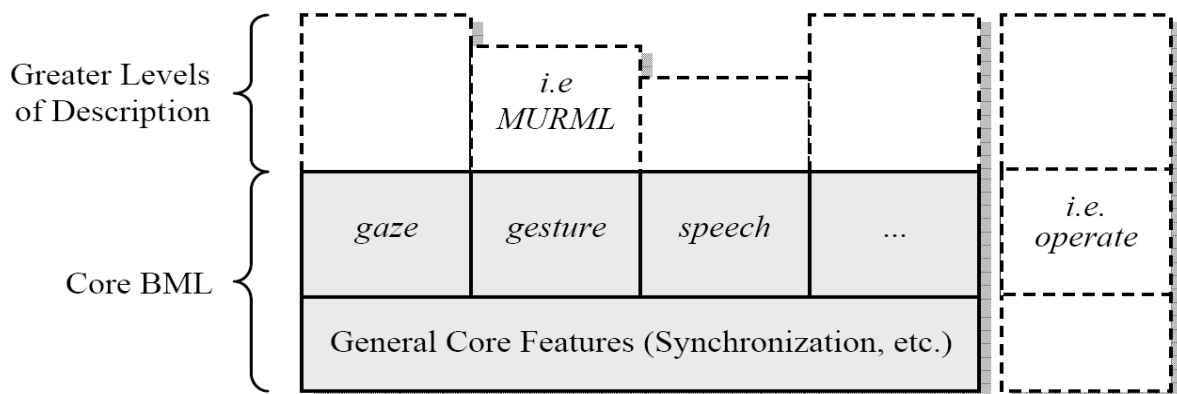 Greater Levels
of Description
i.e
MURML
Core BML
gaze
gesture
speech
...
i.e.
operate
General Core Features (Synchronization, etc.)